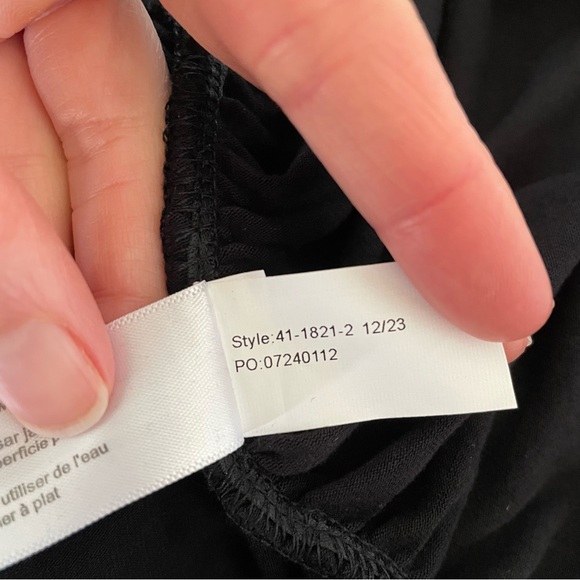 Style:41-1821-2 12/23
PO:07240112
utiliser de l'eau
à plat